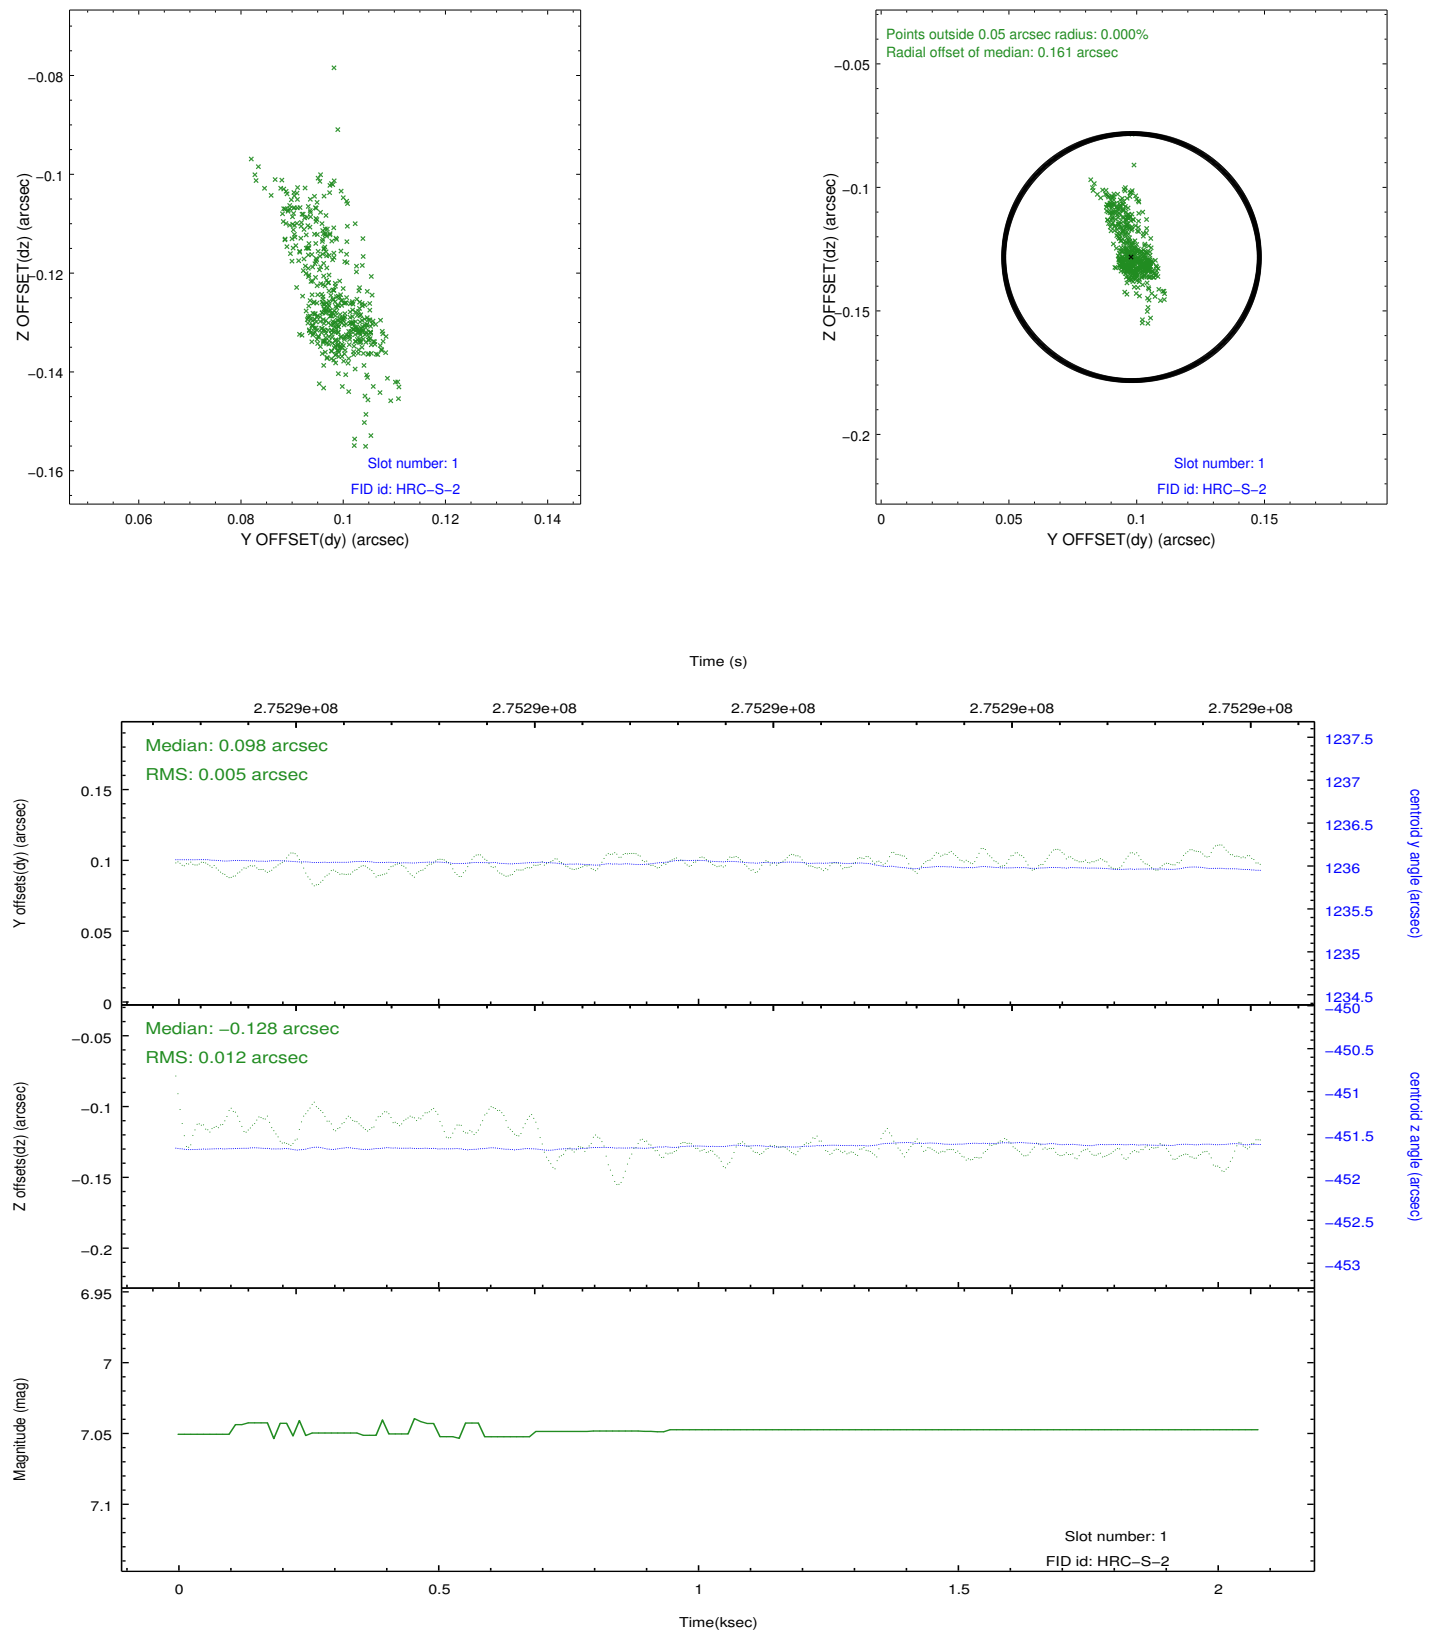 −0.08
−0.1
−0.12
−0.14
−0.16
Z OFFSET(dz) (arcsec)
Slot number: 1
FID id: HRC−S−2
0.06 0.08 0.1 0.12 0.14
Y OFFSET(dy) (arcsec)
Points outside 0.05 arcsec radius: 0.000%
Radial offset of median: 0.161 arcsec
−0.05
−0.1
−0.15
−0.2
Z OFFSET(dz) (arcsec)
Slot number: 1
FID id: HRC−S−2
0 0.05 0.1 0.15
Y OFFSET(dy) (arcsec)
Time (s)
2.7529e+08 2.7529e+08 2.7529e+08 2.7529e+08 2.7529e+08
Median: 0.098 arcsec
RMS: 0.005 arcsec
0.15
0.1
0.05
0
Y offsets(dy) (arcsec)
1237.5
1237
1236.5
1236
1235.5
1235
1234.5
centroid y angle (arcsec)
Median: −0.128 arcsec
RMS: 0.012 arcsec
−0.05
−0.1
−0.15
−0.2
Z offsets(dz) (arcsec)
−450
−450.5
−451
−451.5
−452
−452.5
−453
centroid z angle (arcsec)
6.95
7
7.05
7.1
Magnitude (mag)
Slot number: 1
FID id: HRC−S−2
0 0.5 1 1.5 2
Time(ksec)